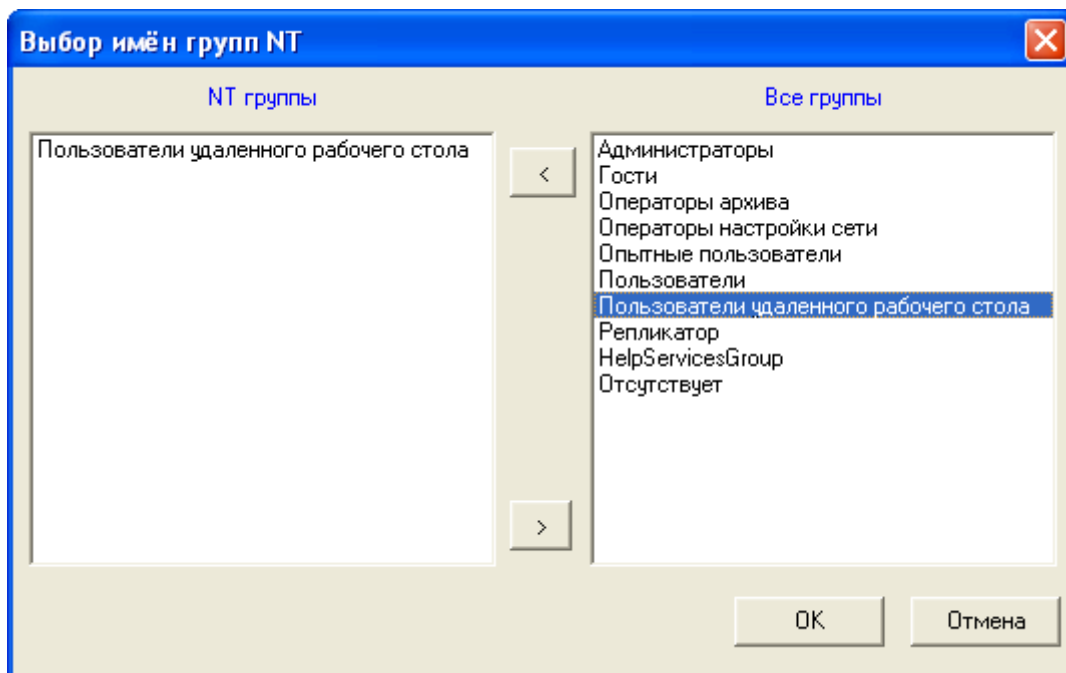 Выбор имён групп NT
NT группы
Все группы
Пользователи удаленного рабочего стола
<
>
Администраторы
Гости
Операторы архива
Операторы настройки сети
Опытные пользователи
Пользователи
Пользователи удаленного рабочего стола
Репликатор
HelpServicesGroup
Отсутствует
OK
Отмена